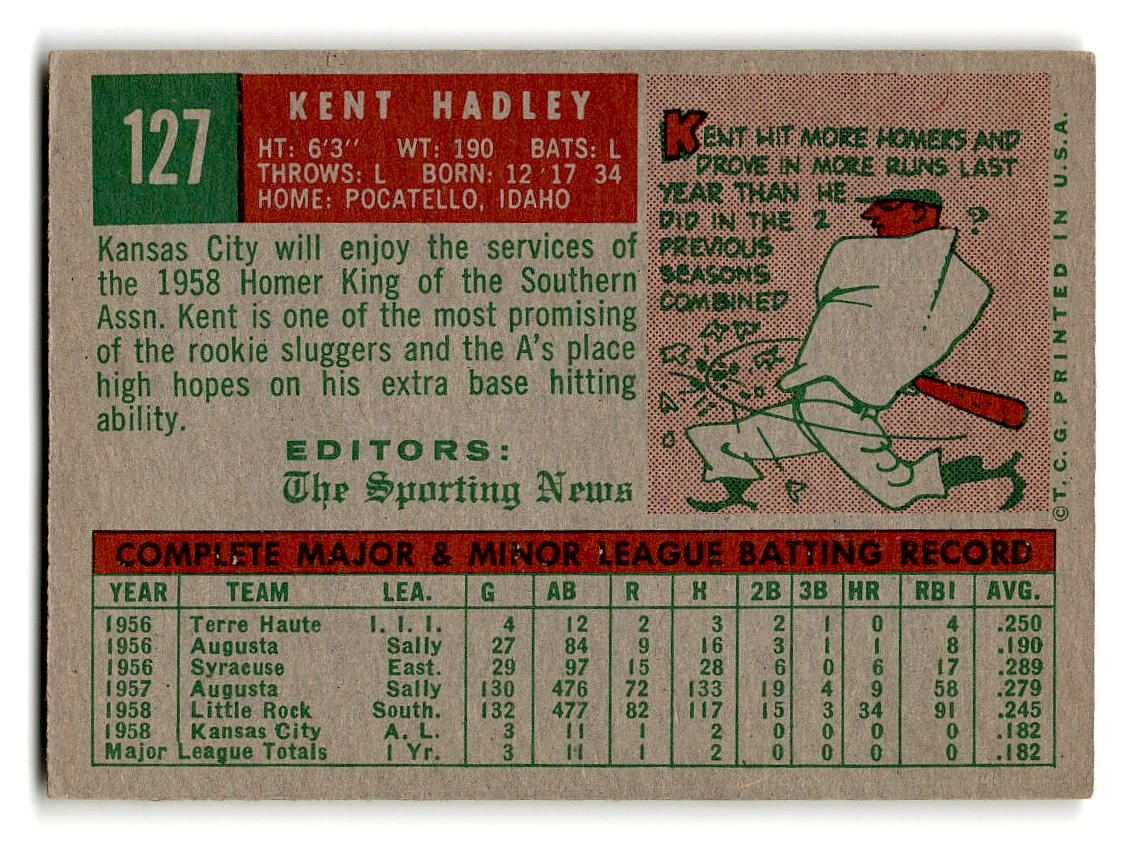 127
KENT HADLEY
HT: 6'3" WT: 190 BATS: L
THROWS: L BORN: 12 17 34
HOME: POCATELLO, IDAHO
KENT HIT MORE HOMERS AND
DROVE IN MORE RUNS LAST
YEAR THAN HE
DID IN THE 2
PREVIOUS
SEASONS
COMBINED
?
Kansas City will enjoy the services of
the 1958 Homer King of the Southern
Assn. Kent is one of the most promising
of the rookie sluggers and the A's place
high hopes on his extra base hitting
ability.
EDITORS:
The Sporting News
©T. C. G. PRINTED IN U.S.A.
COMPLETE MAJOR & MINOR LEAGUE BATTING RECORD
YEAR TEAM LEA. G AB R H 2B 3B HR RBI AVG.
1956 Terre Haute I. I. I. 4 12 2 3 2 1 0 4 .250
1956 Augusta Sally 27 84 9 16 3 1 1 8 .190
1956 Syracuse East. 29 97 15 28 6 0 6 17 .289
1957 Augusta Sally 130 476 72 133 19 4 9 58 .279
1958 Little Rock South. 132 477 82 117 15 3 34 91 .245
1958 Kansas City A. L. 3 11 1 2 0 0 0 0 .182
Major League Totals 1 Yr. 3 11 1 2 0 0 0 0 .182